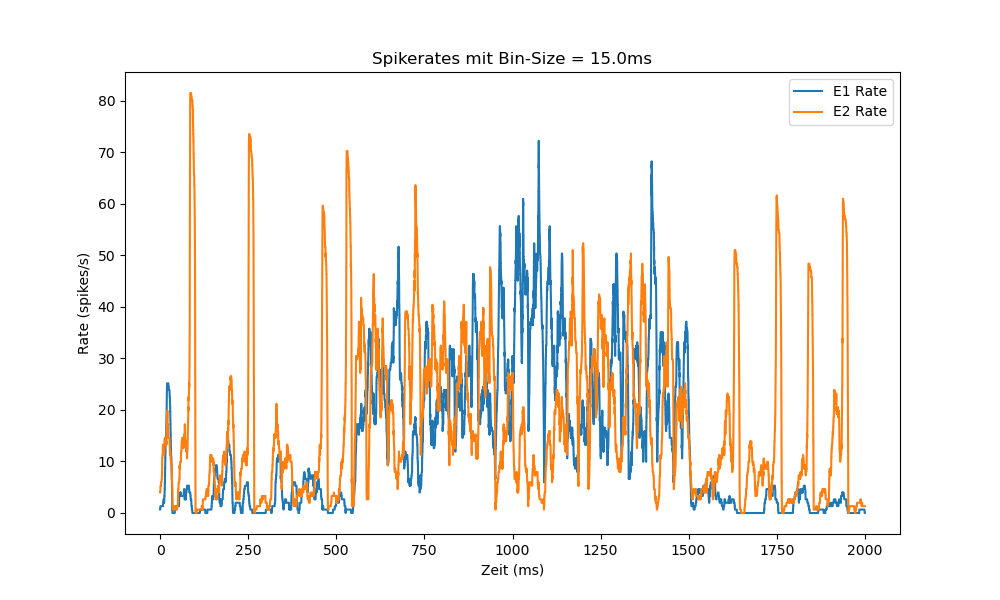 Spikerates mit Bin-Size = 15.0ms
E1 Rate
E2 Rate
80
70
60
50
40
30
20
10
0
Rate (spikes/s)
0 250 500 750 1000 1250 1500 1750 2000
Zeit (ms)